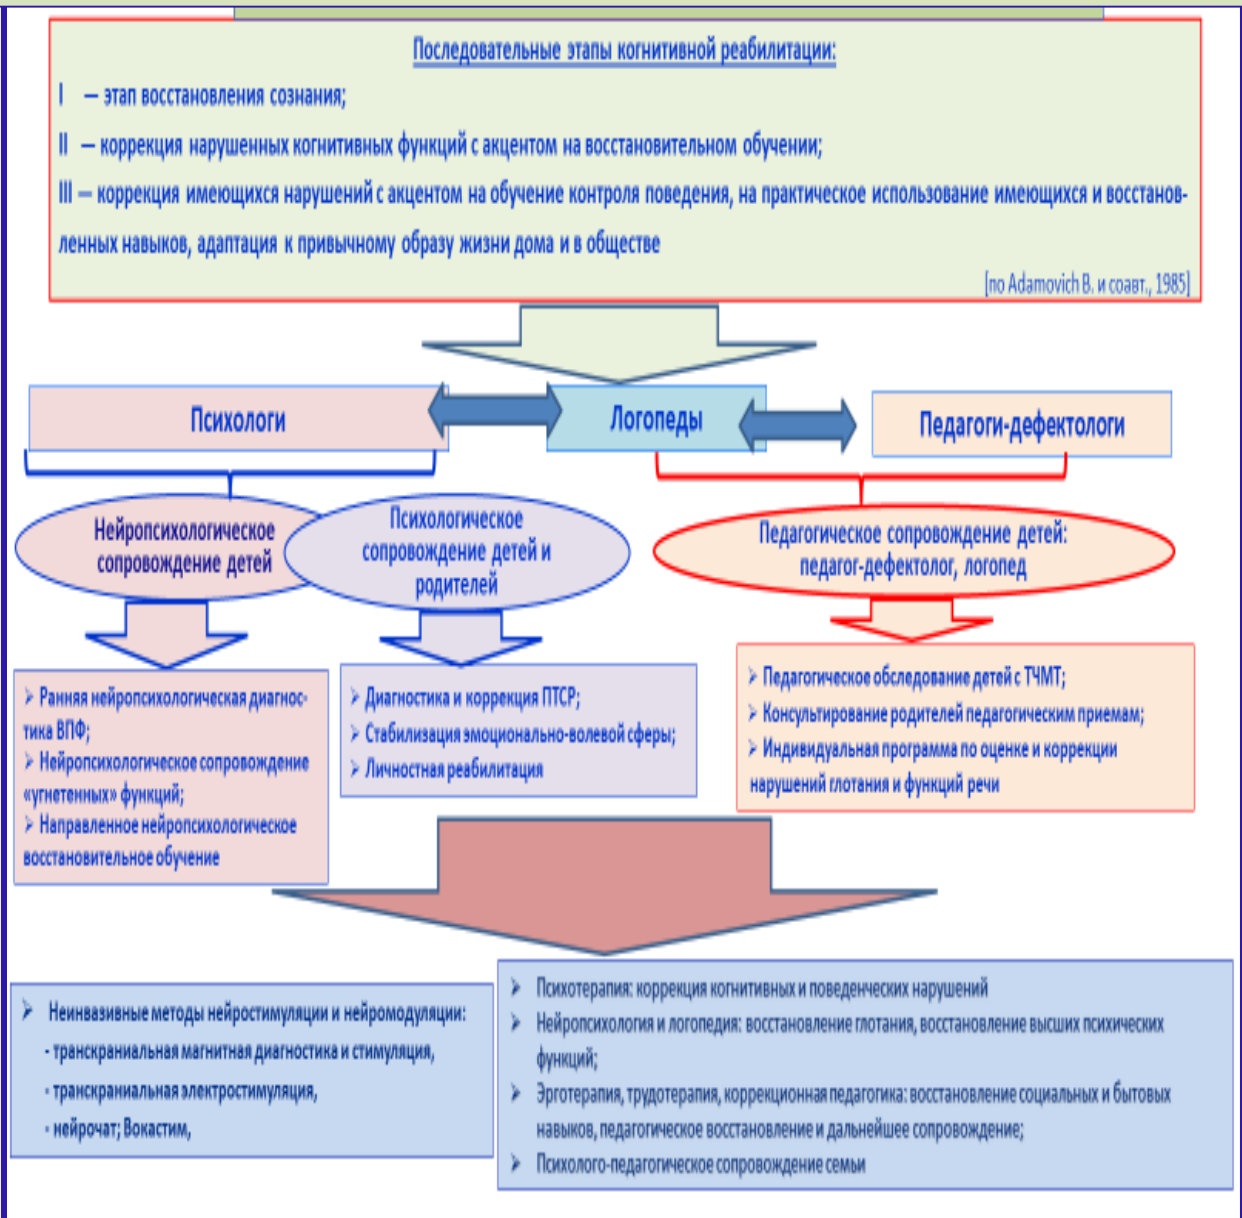 Последовательные этапы когнитивной реабилитации:
I — этап восстановления сознания;
II — коррекция нарушенных когнитивных функций с акцентом на восстановительном обучении;
III — коррекция имеющихся нарушений с акцентом на обучение контроля поведения, на практическое использование имеющихся и восстанов-
ленных навыков, адаптация к привычному образу жизни дома и в обществе
[по Adamovich B. и соавт., 1985]
Психологи
Логопеды
Педагоги-дефектологи
Нейропсихологическое
сопровождение детей
Психологическое
сопровождение детей и
родителей
Педагогическое сопровождение детей:
педагог-дефектолог, логопед
➢ Ранняя нейропсихологическая диагнос-
тика ВПФ;
➢ Нейропсихологическое сопровождение
«угнетенных» функций;
➢ Направленное нейропсихологическое
восстановительное обучение
➢ Диагностика и коррекция ПТСР;
➢ Стабилизация эмоционально-волевой сферы;
➢ Личностная реабилитация
➢ Педагогическое обследование детей с ТЧМТ;
➢ Консультирование родителей педагогическим приемам;
➢ Индивидуальная программа по оценке и коррекции
нарушений глотания и функций речи
➢ Неинвазивные методы нейростимуляции и нейромодуляции:
- транскраниальная магнитная диагностика и стимуляция,
- транскраниальная электростимуляция,
- нейрочат; Вокастим,
➢ Психотерапия: коррекция когнитивных и поведенческих нарушений
➢ Нейропсихология и логопедия: восстановление глотания, восстановление высших психических
функций;
➢ Эрготерапия, трудотерапия, коррекционная педагогика: восстановление социальных и бытовых
навыков, педагогическое восстановление и дальнейшее сопровождение;
➢ Психолого-педагогическое сопровождение семьи